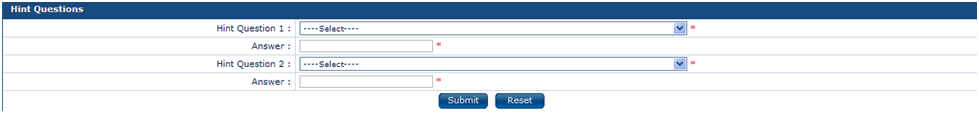 Hint Questions
Hint Question 1 : ----Select---- *
Answer : *
Hint Question 2 : ----Select---- *
Answer : *
Submit Reset